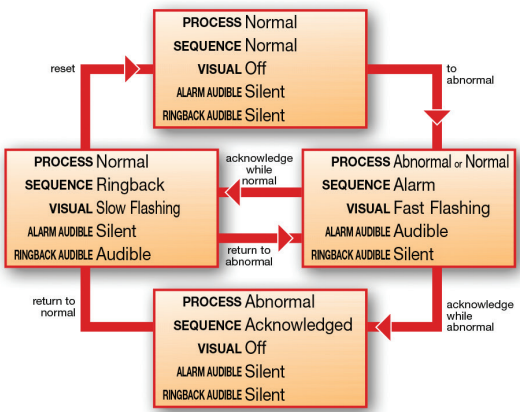 PROCESS Normal
SEQUENCE Normal
VISUAL Off
ALARM AUDIBLE Silent
RINGBACK AUDIBLE Silent
reset
to
abnormal
PROCESS Normal
SEQUENCE Ringback
VISUAL Slow Flashing
ALARM AUDIBLE Silent
RINGBACK AUDIBLE Audible
acknowledge
while
normal
return to
abnormal
PROCESS Abnormal or Normal
SEQUENCE Alarm
VISUAL Fast Flashing
ALARM AUDIBLE Audible
RINGBACK AUDIBLE Silent
return to
normal
acknowledge
while
abnormal
PROCESS Abnormal
SEQUENCE Acknowledged
VISUAL Off
ALARM AUDIBLE Silent
RINGBACK AUDIBLE Silent